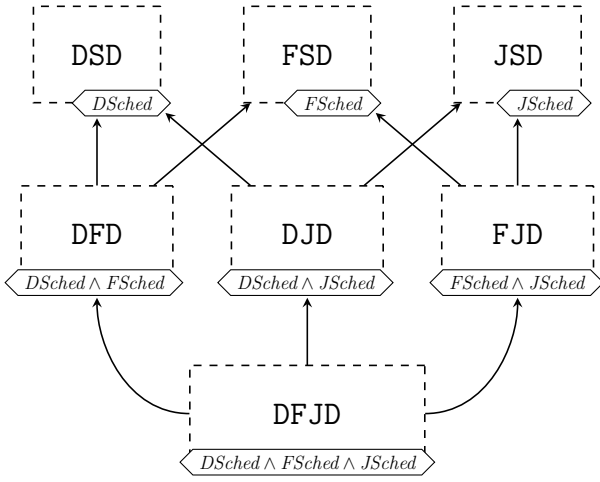 DSD FSD JSD
DSched FSched JSched
DFD DJD FJD
DSched ∧ FSched DSched ∧ JSched FSched ∧ JSched
DFJD
DSched ∧ FSched ∧ JSched